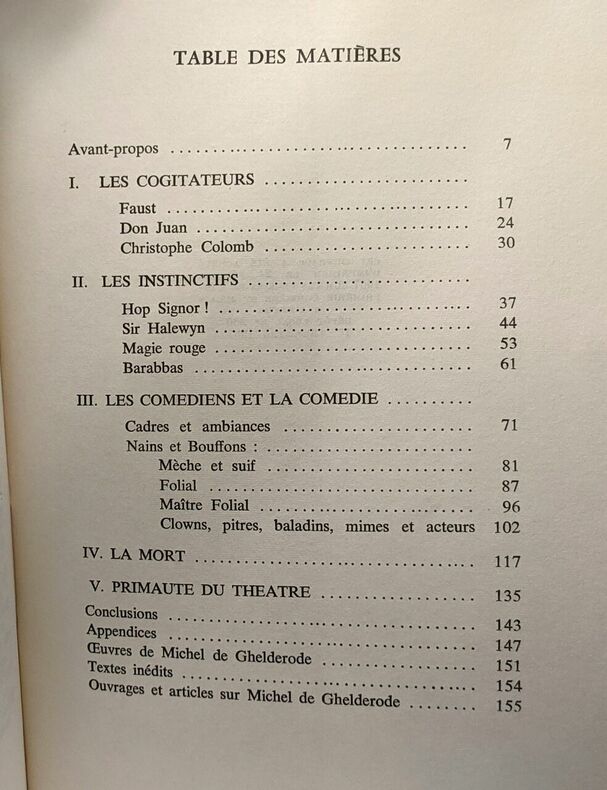 TABLE DES MATIÈRES
Avant-propos ........................................ 7
I. LES COGITATEURS ........................
Faust ........................................ 17
Don Juan ........................................ 24
Christophe Colomb ........................ 30
II. LES INSTINCTIFS ........................
Hop Signor ! ........................ 37
Sir Halewyn ........................ 44
Magie rouge ........................ 53
Barabbas ........................ 61
III. LES COMEDIENS ET LA COMEDIE ..........
Cadres et ambiances ........................ 71
Nains et Bouffons : ........................
Mèche et suif ........................ 81
Folial ........................ 87
Maître Folial ........................ 96
Clowns, pitres, baladins, mimes et acteurs 102
IV. LA MORT ........................ 117
V. PRIMAUTE DU THEATRE .................. 135
Conclusions ........................ 143
Appendices ........................ 147
Œuvres de Michel de Ghelderode .................. 151
Textes inédits ........................ 154
Ouvrages et articles sur Michel de Ghelderode ........ 155